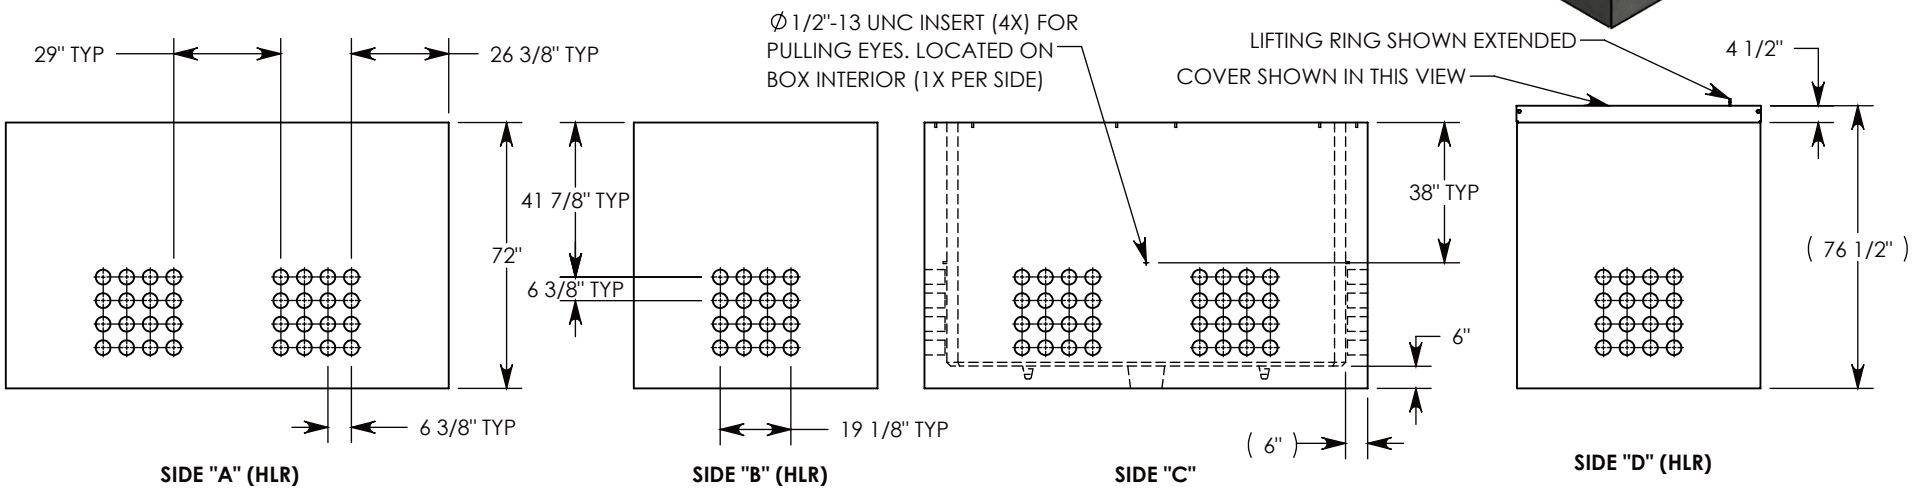 Ø 1/2"-13 UNC INSERT (4X) FOR
PULLING EYES. LOCATED ON
BOX INTERIOR (1X PER SIDE)
LIFTING RING SHOWN EXTENDED
COVER SHOWN IN THIS VIEW
4 1/2"
29" TYP
26 3/8" TYP
41 7/8" TYP
72"
6 3/8" TYP
38" TYP
( 76 1/2" )
6"
6 3/8" TYP
19 1/8" TYP
( 6" )
SIDE "A" (HLR)
SIDE "B" (HLR)
SIDE "C"
SIDE "D" (HLR)